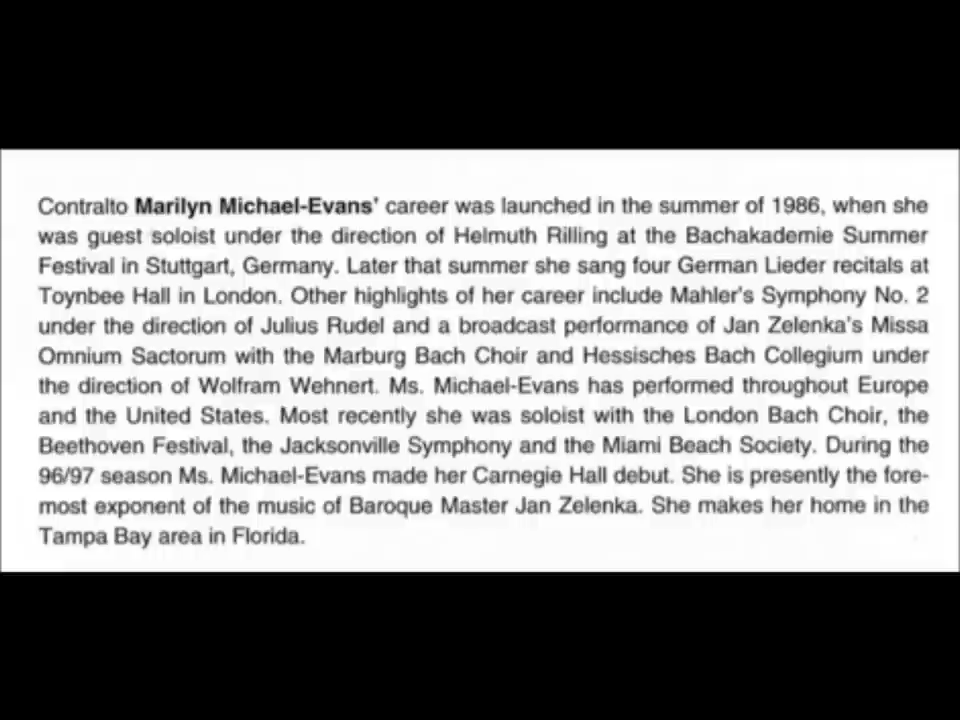 Contralto Marilyn Michael-Evans' career was launched in the summer of 1986, when she
was guest soloist under the direction of Helmuth Rilling at the Bachakademie Summer
Festival in Stuttgart, Germany. Later that summer she sang four German Lieder recitals at
Toynbee Hall in London. Other highlights of her career include Mahler's Symphony No. 2
under the direction of Julius Rudel and a broadcast performance of Jan Zelenka's Missa
Omnium Sactorum with the Marburg Bach Choir and Hessisches Bach Collegium under
the direction of Wolfram Wehnert. Ms. Michael-Evans has performed throughout Europe
and the United States. Most recently she was soloist with the London Bach Choir, the
Beethoven Festival, the Jacksonville Symphony and the Miami Beach Society. During the
96/97 season Ms. Michael-Evans made her Carnegie Hall debut. She is presently the fore-
most exponent of the music of Baroque Master Jan Zelenka. She makes her home in the
Tampa Bay area in Florida.